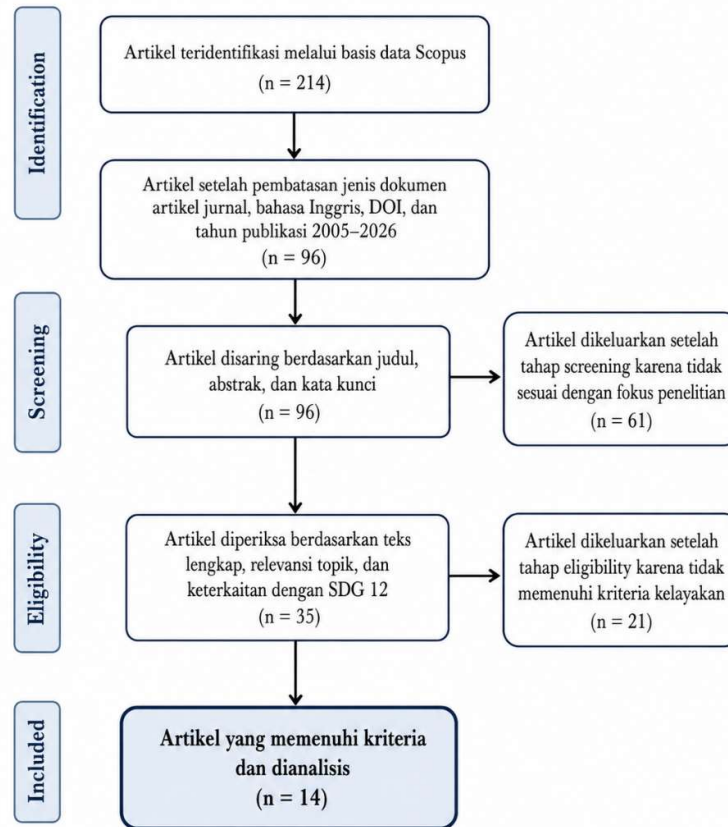 Identification
Artikel teridentifikasi melalui basis data Scopus
(n = 214)
Artikel setelah pembatasan jenis dokumen
artikel jurnal, bahasa Inggris, DOI, dan
tahun publikasi 2005–2026
(n = 96)
Screening
Artikel disaring berdasarkan judul,
abstrak, dan kata kunci
(n = 96)
Artikel dikeluarkan setelah
tahap screening karena tidak
sesuai dengan fokus penelitian
(n = 61)
Eligibility
Artikel diperiksa berdasarkan teks
lengkap, relevansi topik, dan
keterkaitan dengan SDG 12
(n = 35)
Artikel dikeluarkan setelah
tahap eligibility karena tidak
memenuhi kriteria kelayakan
(n = 21)
Included
Artikel yang memenuhi kriteria
dan dianalisis
(n = 14)